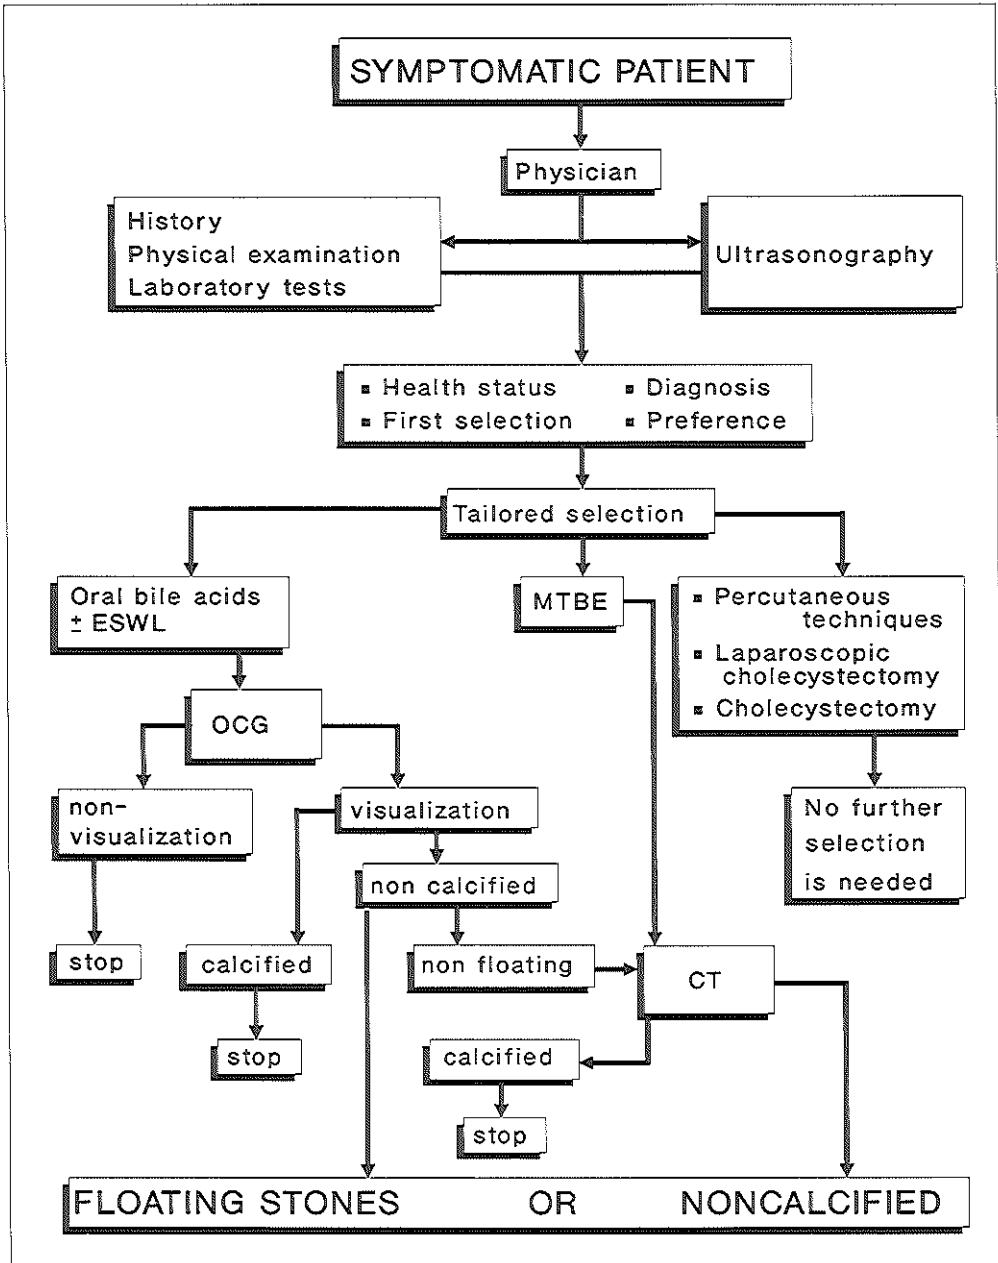 SYMPTOMATIC PATIENT
Physician
History
Physical examination
Laboratory tests
Ultrasonography
▪ Health status
▪ First selection
▪ Diagnosis
▪ Preference
Tailored selection
Oral bile acids
± ESWL
MTBE
▪ Percutaneous
techniques
▪ Laparoscopic
cholecystectomy
▪ Cholecystectomy
OCG
non-
visualization
visualization
No further
selection
is needed
non calcified
stop
calcified
non floating
CT
stop
calcified
stop
FLOATING STONES OR NONCALCIFIED